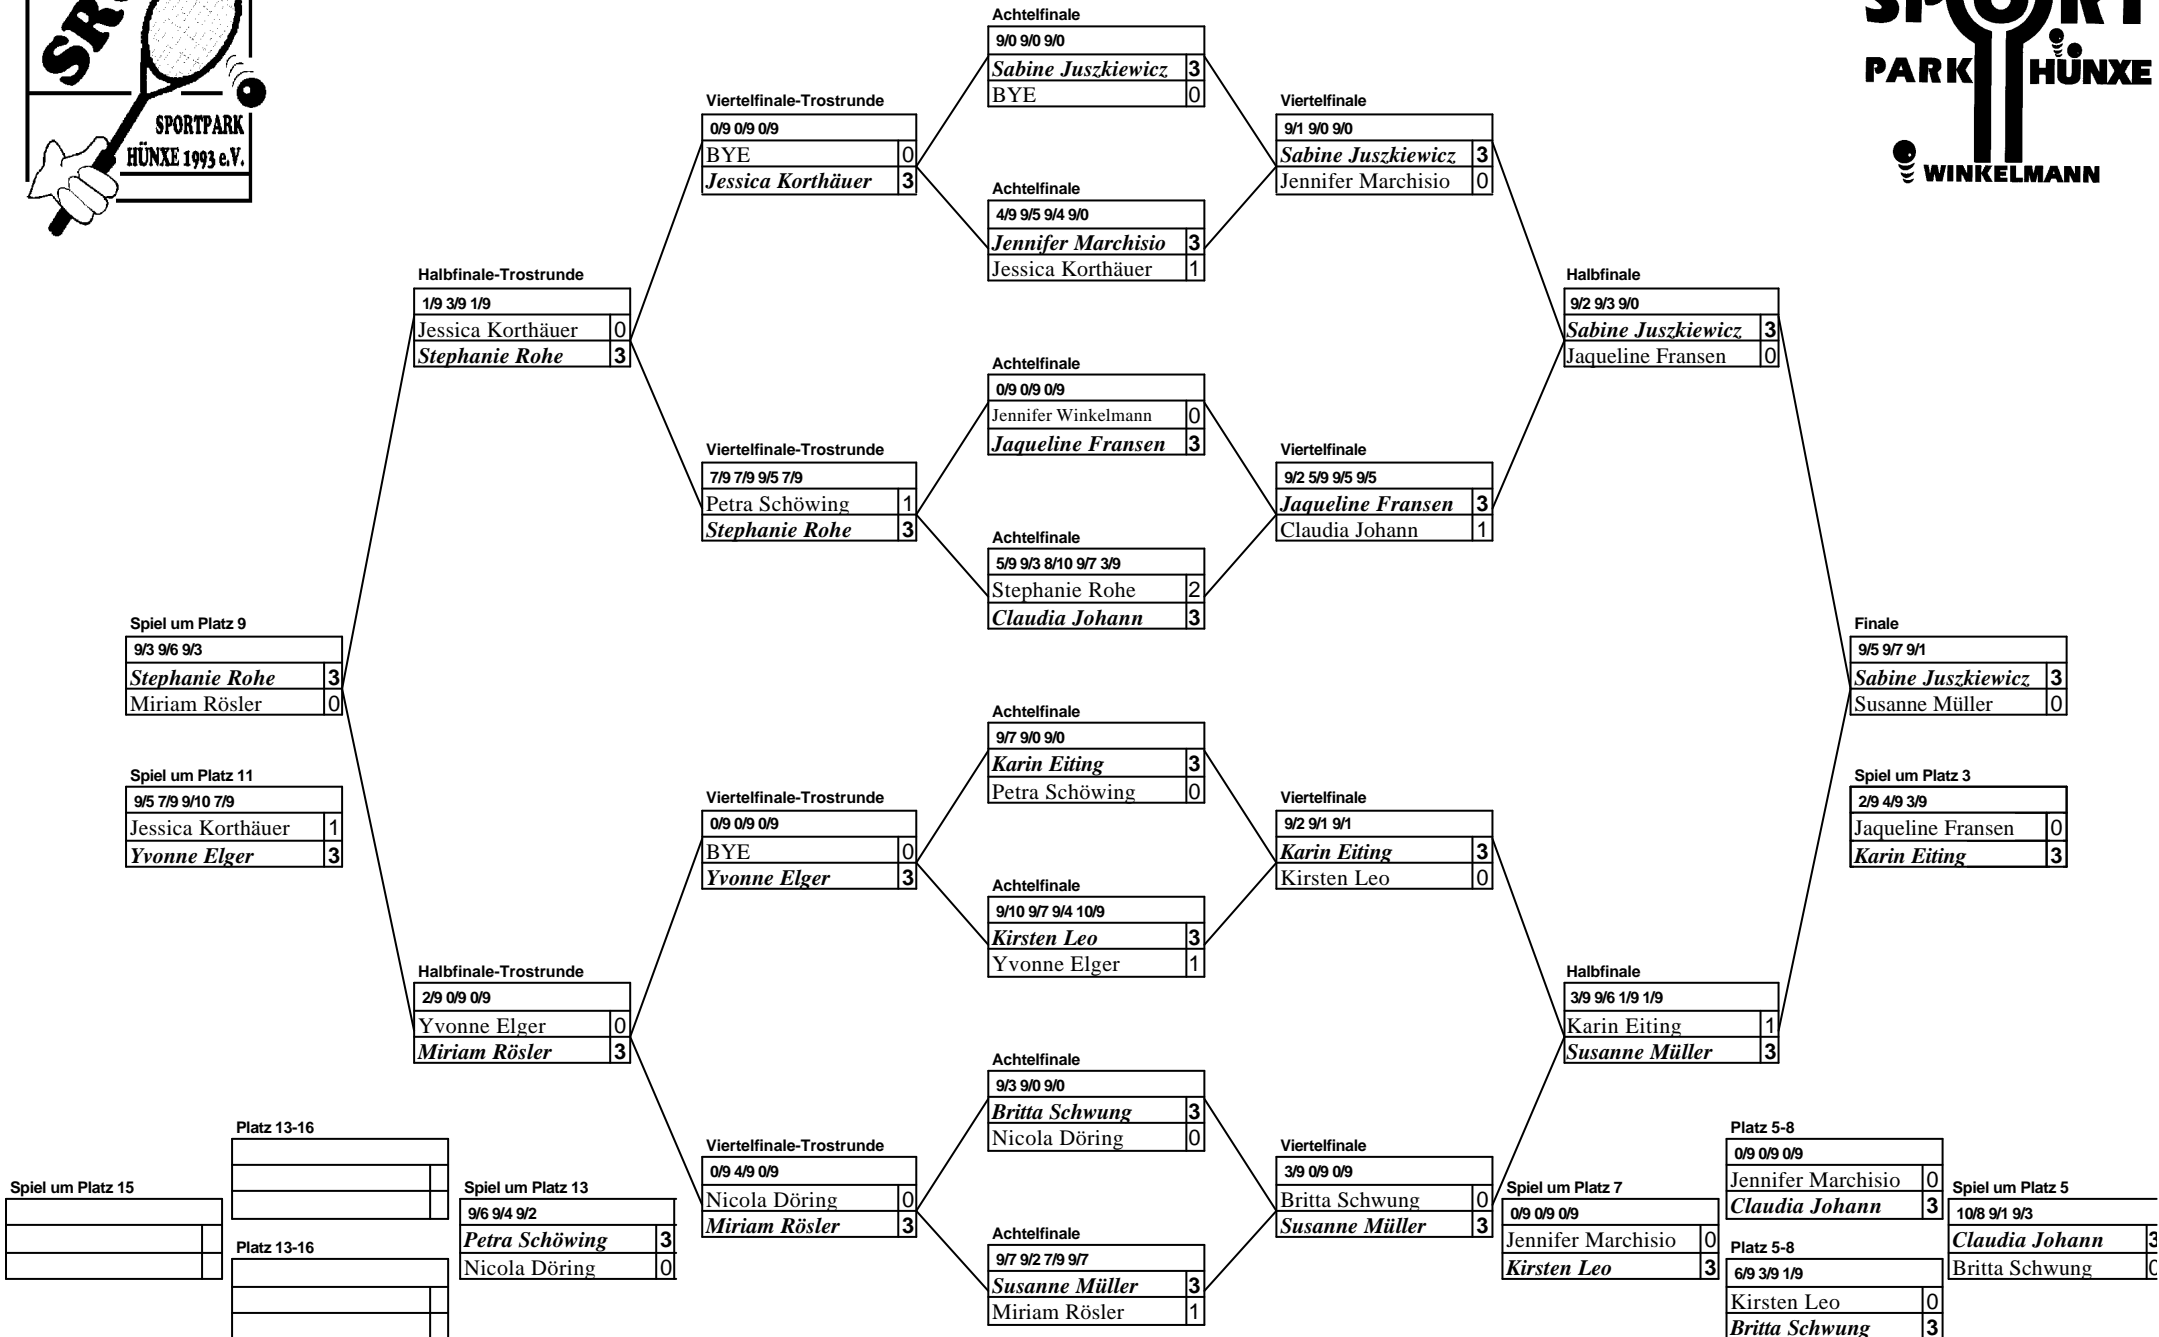 SPORTPARK
HÜNXE 1993 e.V.
SPORT
PARK HÜNXE
WINKELMANN
Achtelfinale
9/0 9/0 9/0
Sabine Juszkiewicz 3
BYE 0
Viertelfinale-Trostrunde
0/9 0/9 0/9
BYE 0
Jessica Korthäuer 3
Viertelfinale
9/1 9/0 9/0
Sabine Juszkiewicz 3
Jennifer Marchisio 0
Achtelfinale
4/9 9/5 9/4 9/0
Jennifer Marchisio 3
Jessica Korthäuer 1
Halbfinale-Trostrunde
1/9 3/9 1/9
Jessica Korthäuer 0
Stephanie Rohe 3
Halbfinale
9/2 9/3 9/0
Sabine Juszkiewicz 3
Jaqueline Fransen 0
Achtelfinale
0/9 0/9 0/9
Jennifer Winkelmann 0
Jaqueline Fransen 3
Viertelfinale-Trostrunde
7/9 7/9 9/5 7/9
Petra Schöwing 1
Stephanie Rohe 3
Viertelfinale
9/2 5/9 9/5 9/5
Jaqueline Fransen 3
Claudia Johann 1
Achtelfinale
5/9 9/3 8/10 9/7 3/9
Stephanie Rohe 2
Claudia Johann 3
Spiel um Platz 9
9/3 9/6 9/3
Stephanie Rohe 3
Miriam Rösler 0
Finale
9/5 9/7 9/1
Sabine Juszkiewicz 3
Susanne Müller 0
Achtelfinale
9/7 9/0 9/0
Karin Eiting 3
Petra Schöwing 0
Spiel um Platz 11
9/5 7/9 9/10 7/9
Jessica Korthäuer 1
Yvonne Elger 3
Spiel um Platz 3
2/9 4/9 3/9
Jaqueline Fransen 0
Karin Eiting 3
Viertelfinale-Trostrunde
0/9 0/9 0/9
BYE 0
Yvonne Elger 3
Viertelfinale
9/2 9/1 9/1
Karin Eiting 3
Kirsten Leo 0
Achtelfinale
9/10 9/7 9/4 10/9
Kirsten Leo 3
Yvonne Elger 1
Halbfinale-Trostrunde
2/9 0/9 0/9
Yvonne Elger 0
Miriam Rösler 3
Halbfinale
3/9 9/6 1/9 1/9
Karin Eiting 1
Susanne Müller 3
Achtelfinale
9/3 9/0 9/0
Britta Schwung 3
Nicola Döring 0
Platz 13-16
Viertelfinale-Trostrunde
0/9 4/9 0/9
Nicola Döring 0
Miriam Rösler 3
Viertelfinale
3/9 0/9 0/9
Britta Schwung 0
Susanne Müller 3
Platz 5-8
0/9 0/9 0/9
Jennifer Marchisio 0
Claudia Johann 3
Spiel um Platz 15
Spiel um Platz 13
9/6 9/4 9/2
Petra Schöwing 3
Nicola Döring 0
Spiel um Platz 7
0/9 0/9 0/9
Jennifer Marchisio 0
Kirsten Leo 3
Spiel um Platz 5
10/8 9/1 9/3
Claudia Johann 3
Britta Schwung 0
Achtelfinale
9/7 9/2 7/9 9/7
Susanne Müller 3
Miriam Rösler 1
Platz 13-16
Platz 5-8
6/9 3/9 1/9
Kirsten Leo 0
Britta Schwung 3